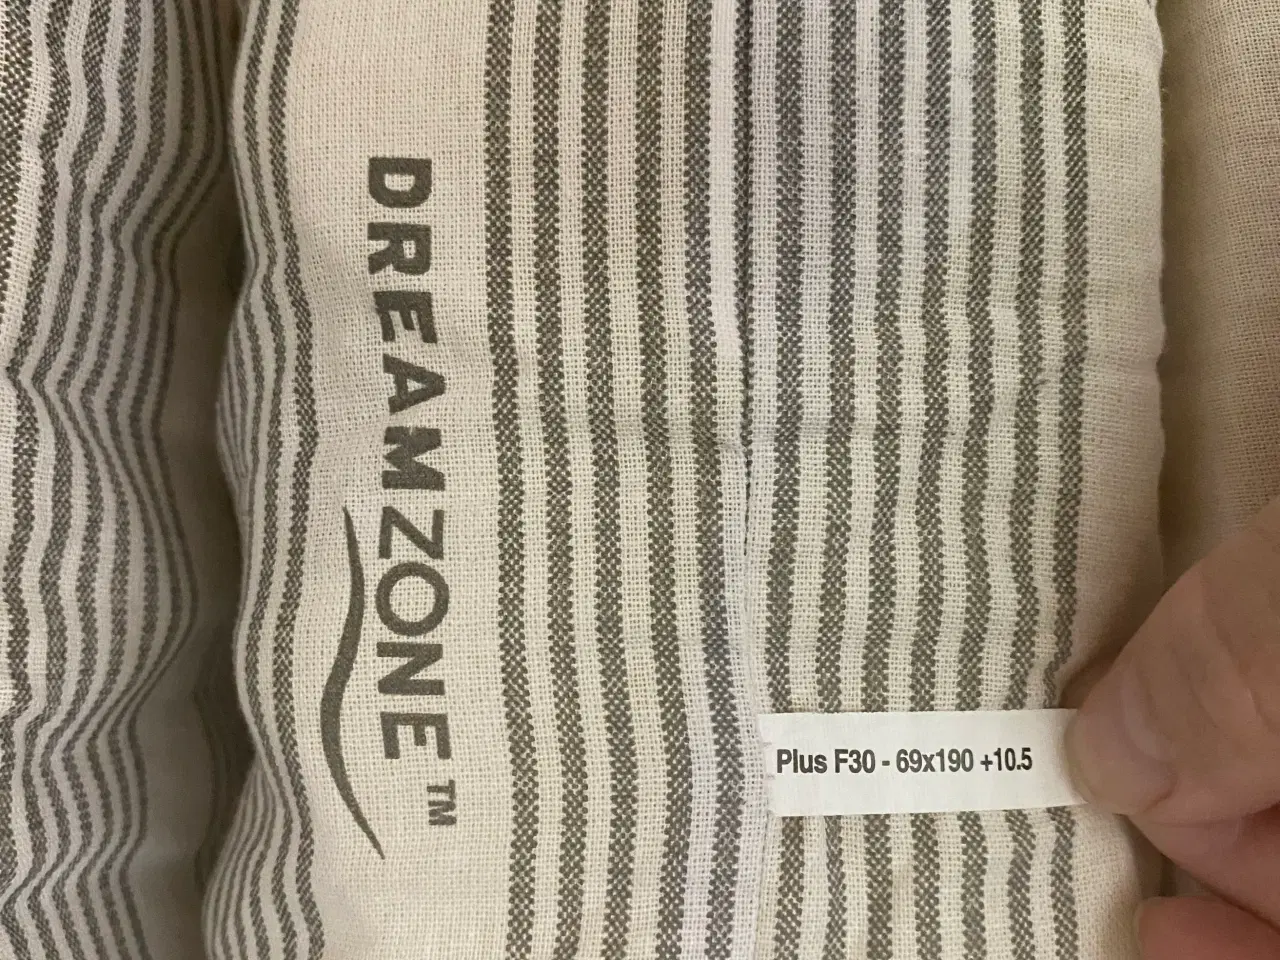 DREAMZONE™
Plus F30 - 69x190 +10.5